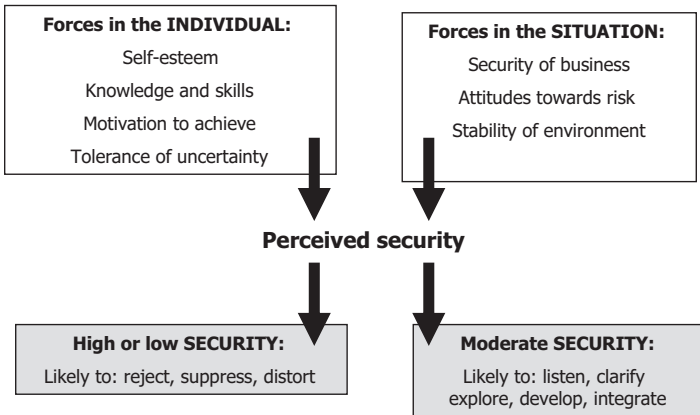 Forces in the INDIVIDUAL:
Self-esteem
Knowledge and skills
Motivation to achieve
Tolerance of uncertainty
Forces in the SITUATION:
Security of business
Attitudes towards risk
Stability of environment
Perceived security
High or low SECURITY:
Likely to: reject, suppress, distort
Moderate SECURITY:
Likely to: listen, clarify
explore, develop, integrate